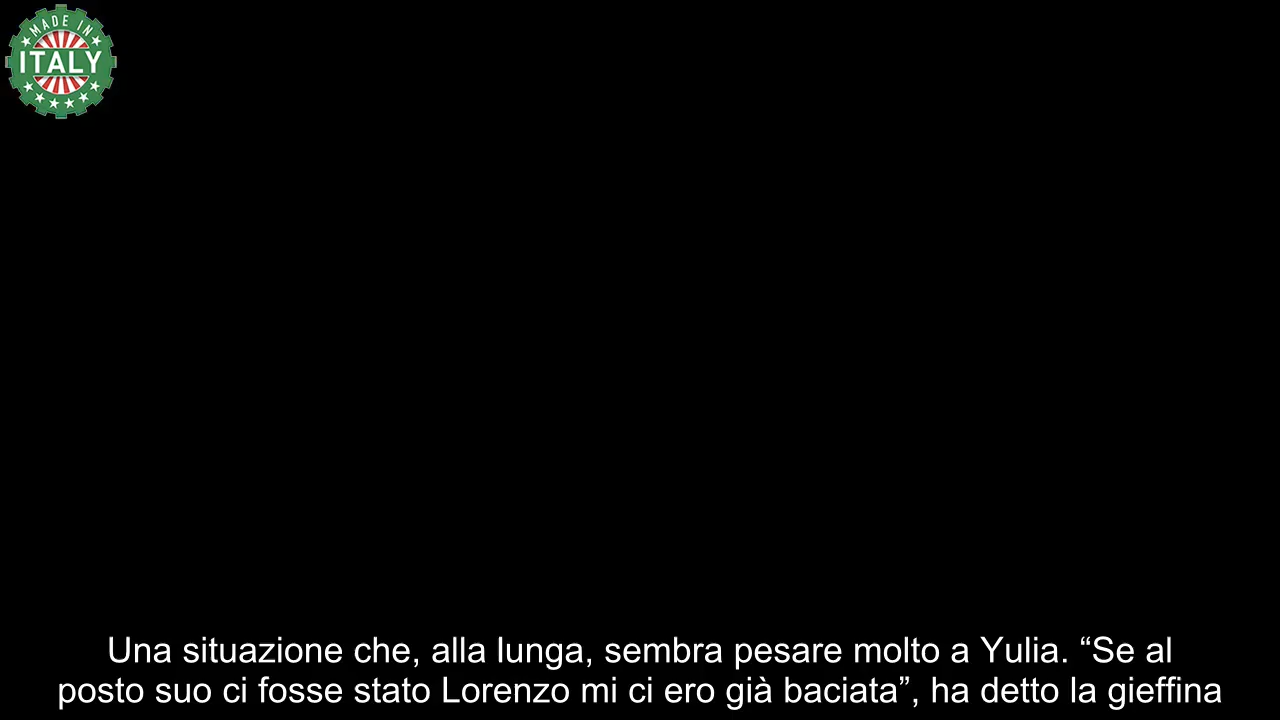 MADE IN
ITALY
Una situazione che, alla lunga, sembra pesare molto a Yulia. “Se al
posto suo ci fosse stato Lorenzo mi ci ero già baciata”, ha detto la gieffina